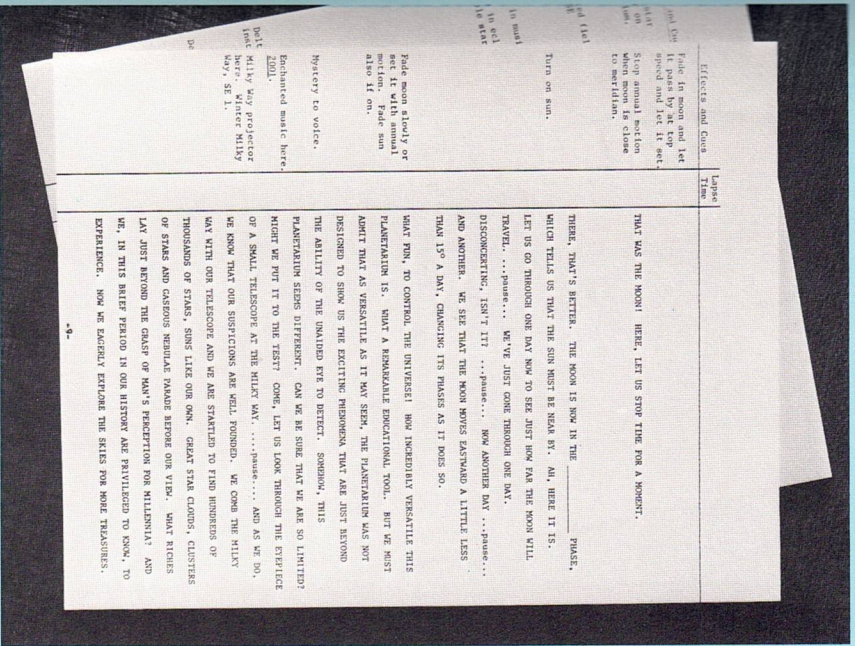 Effects and Cues
Lapse
Time
Fade in moon and let
it pass by at top
speed and let it set.
Stop annual motion
when moon is close
to meridian.
THAT WAS THE MOON! HERE, LET US STOP TIME FOR A MOMENT.
THERE, THAT'S BETTER. THE MOON IS NOW IN THE __________ PHASE,
Turn on sun.
WHICH TELLS US THAT THE SUN MUST BE NEAR BY. AH, HERE IT IS.
LET US GO THROUGH ONE DAY NOW TO SEE JUST HOW FAR THE MOON WILL
TRAVEL. ...pause... WE'VE JUST GONE THROUGH ONE DAY.
DISCONCERTING, ISN'T IT? ...pause... NOW ANOTHER DAY ...pause...
AND ANOTHER. WE SEE THAT THE MOON MOVES EASTWARD A LITTLE LESS
THAN 15° A DAY, CHANGING ITS PHASES AS IT DOES SO.
Fade moon slowly or
set it with annual
motion. Fade sun
also if on.
WHAT FUN, TO CONTROL THE UNIVERSE! HOW INCREDIBLY VERSATILE THIS
PLANETARIUM IS. WHAT A REMARKABLE EDUCATIONAL TOOL. BUT WE MUST
ADMIT THAT AS VERSATILE AS IT MAY SEEM, THE PLANETARIUM WAS NOT
DESIGNED TO SHOW US THE EXCITING PHENOMENA THAT ARE JUST BEYOND
Mystery to voice.
THE ABILITY OF THE UNAIDED EYE TO DETECT. SOMEHOW, THIS
PLANETARIUM SEEMS DIFFERENT. CAN WE BE SURE THAT WE ARE SO LIMITED?
Enchanted music here.
2001.
MIGHT WE PUT IT TO THE TEST? COME, LET US LOOK THROUGH THE EYEPIECE
OF A SMALL TELESCOPE AT THE MILKY WAY. ....pause.... AND AS WE DO,
Milky Way projector
here. Winter Milky
Way, SE 1.
WE KNOW THAT OUR SUSPICIONS ARE WELL FOUNDED. WE COMB THE MILKY
WAY WITH OUR TELESCOPE AND WE ARE STARTLED TO FIND HUNDREDS OF
THOUSANDS OF STARS, SUNS LIKE OUR OWN. GREAT STAR CLOUDS, CLUSTERS
OF STARS AND GASEOUS NEBULAE PARADE BEFORE OUR VIEW. WHAT RICHES
LAY JUST BEYOND THE GRASP OF MAN'S PERCEPTION FOR MILLENNIA? AND
WE, IN THIS BRIEF PERIOD IN OUR HISTORY ARE PRIVILEGED TO KNOW, TO
EXPERIENCE. NOW WE EAGERLY EXPLORE THE SKIES FOR MORE TREASURES.
-9-
in musi
in ecl
le star
Delt
inst